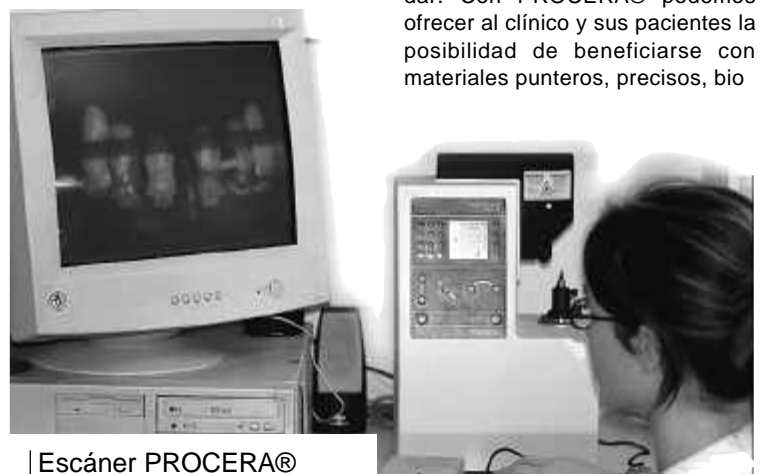 dar. Con PROCERA® podemos
ofrecer al clínico y sus pacientes la
posibilidad de beneficiarse con
materiales punteros, precisos, bio
Escáner PROCERA®